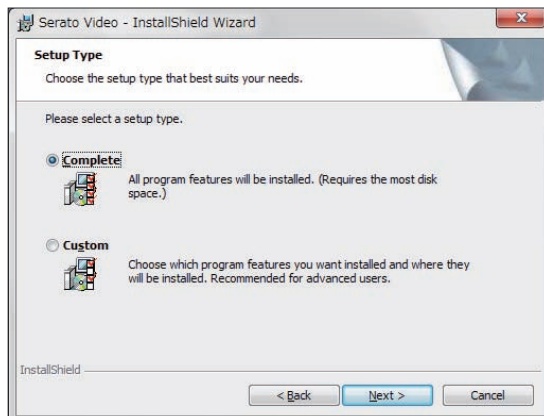 Serato Video - InstallShield Wizard
Setup Type
Choose the setup type that best suits your needs.
Please select a setup type.
Complete
All program features will be installed. (Requires the most disk
space.)
Custom
Choose which program features you want installed and where they
will be installed. Recommended for advanced users.
InstallShield
< Back
Next >
Cancel